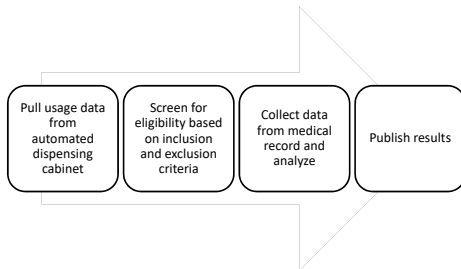 Pull usage data
from
automated
dispensing
cabinet
Screen for
eligibility based
on inclusion
and exclusion
criteria
Collect data
from medical
record and
analyze
Publish results